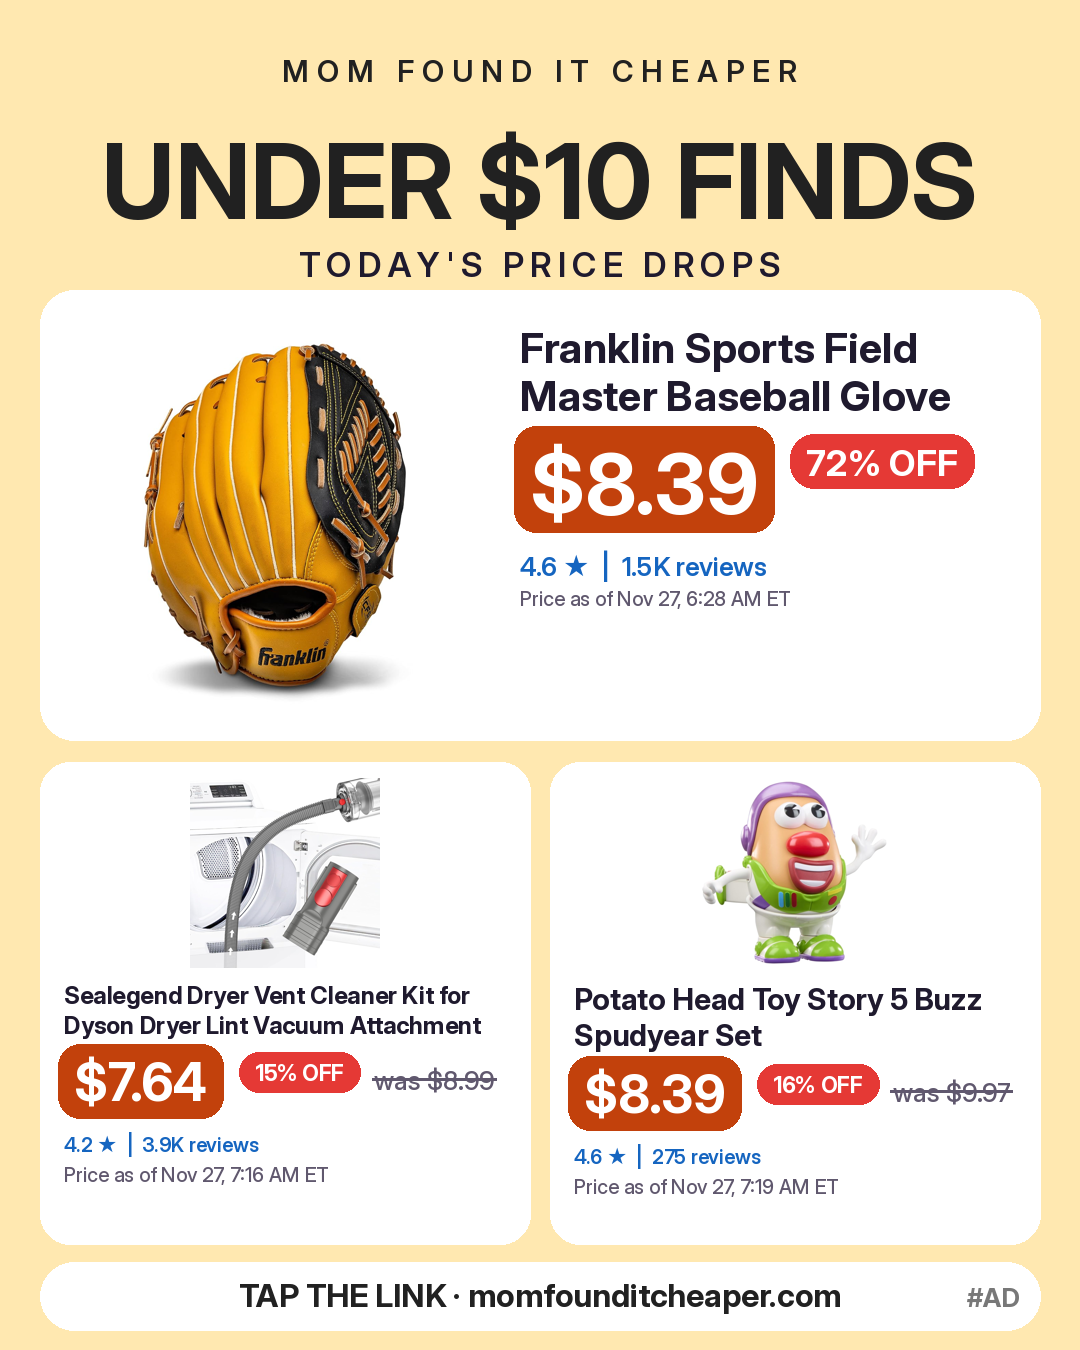 MOM FOUND IT CHEAPER
UNDER $10 FINDS
TODAY'S PRICE DROPS
Franklin Sports Field
Master Baseball Glove
$8.39
72% OFF
4.6 ★ | 1.5K reviews
Price as of Nov 27, 6:28 AM ET
Franklin
Sealegend Dryer Vent Cleaner Kit for
Dyson Dryer Lint Vacuum Attachment
$7.64
15% OFF
was $8.99
4.2 ★ | 3.9K reviews
Price as of Nov 27, 7:16 AM ET
Potato Head Toy Story 5 Buzz
Spudyear Set
$8.39
16% OFF
was $9.97
4.6 ★ | 275 reviews
Price as of Nov 27, 7:19 AM ET
TAP THE LINK · momfounditcheaper.com
#AD